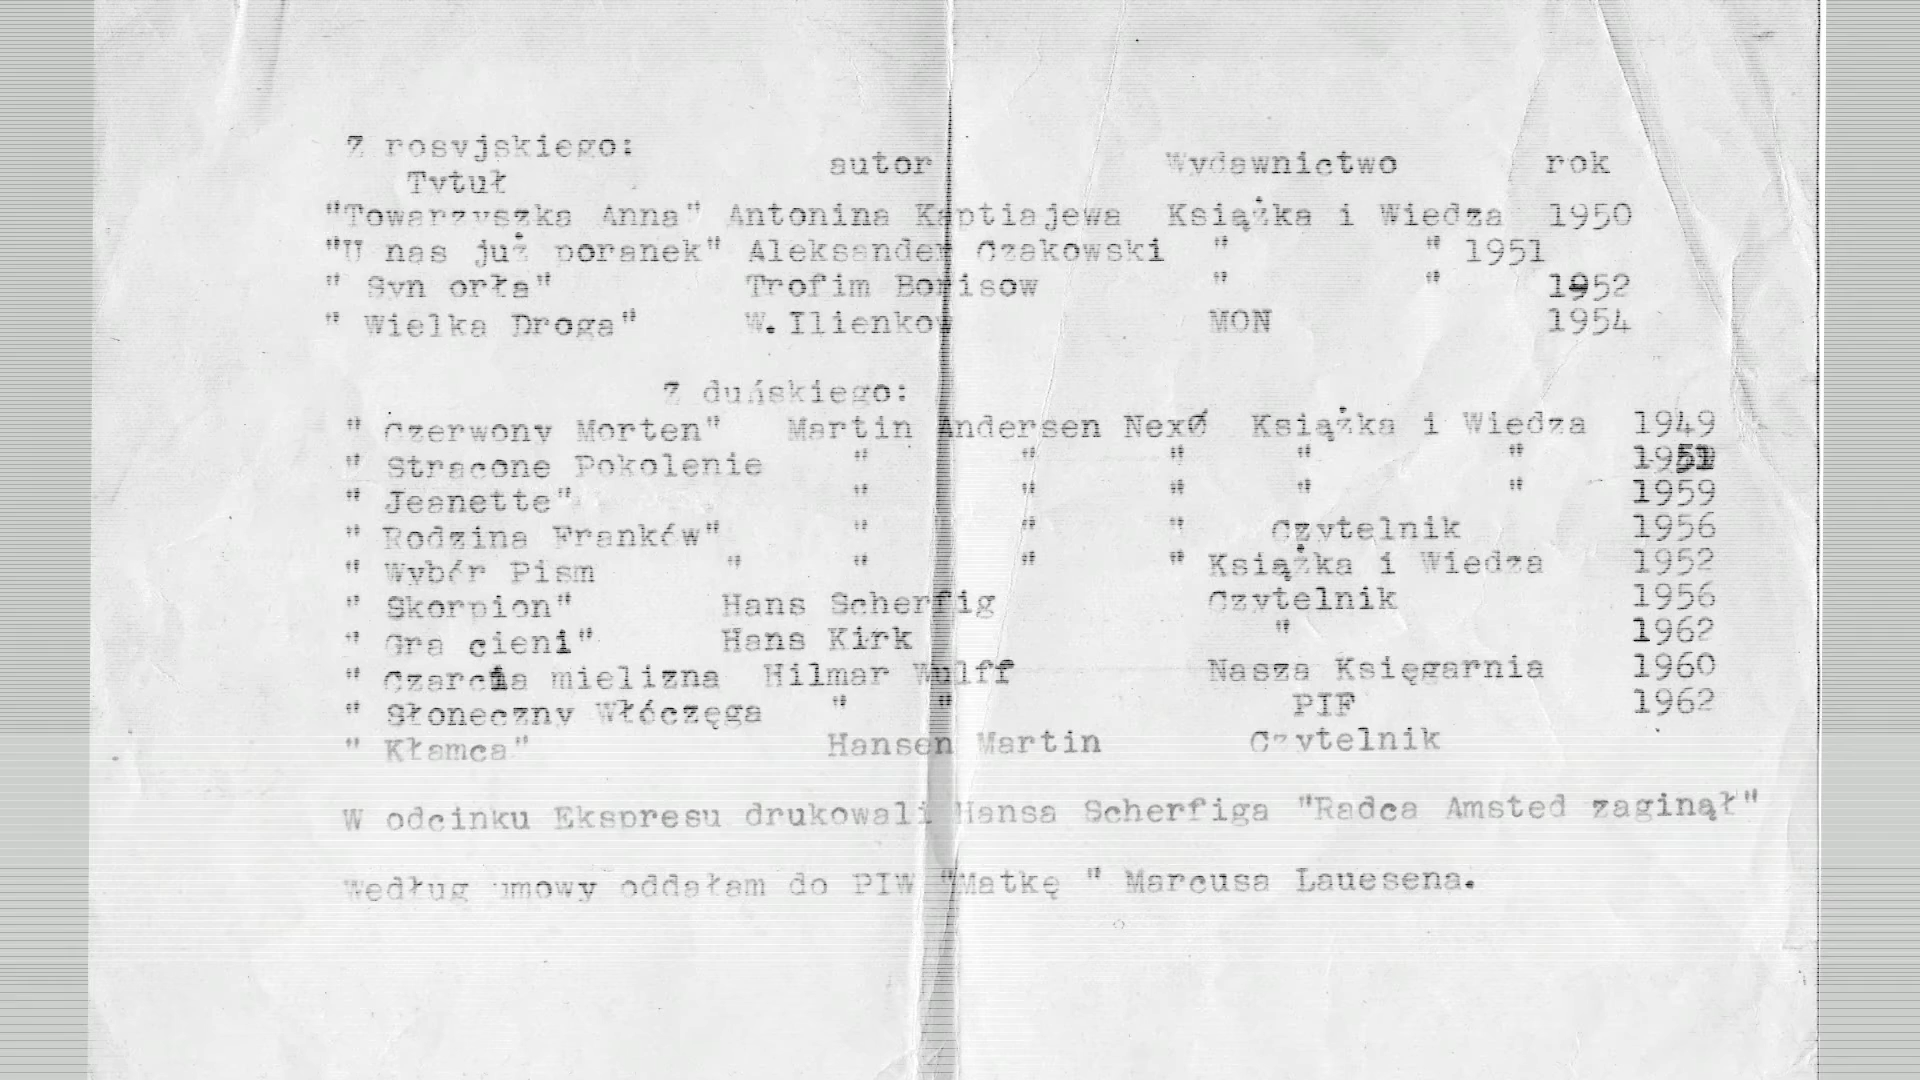 Z rosyjskiego:
Tytuł autor Wydawnictwo rok
"Towarzyszka Anna" Antonina Kaptiajewa Książka i Wiedza 1950
"U nas już poranek" Aleksander Czakowski " " 1951
" Syn orła" Trofim Borisow " " 1952
" Wielka Droga" W. Ilienkow MON 1954
Z duńskiego:
" Czerwony Morten" Martin Andersen NexØ Książka i Wiedza 1949
" Stracone Pokolenie " " " " " 1951
" Jeanette" " " " " " 1959
" Rodzina Franków" " " " Czytelnik 1956
" Wybór Pism " " " " Książka i Wiedza 1952
" Skorpion" Hans Scherfig Czytelnik 1956
" Gra cieni" Hans Kirk " 1962
" Czarcia mielizna Hilmar Wulff Nasza Księgarnia 1960
" Słoneczny Włóczęga " " PIF 1962
" Kłamca" Hansen Martin Czytelnik
W odcinku Ekspresu drukowali Hansa Scherfiga "Radca Amsted zaginął"
Według umowy oddałam do PIW "Matkę " Marcusa Lauesena.